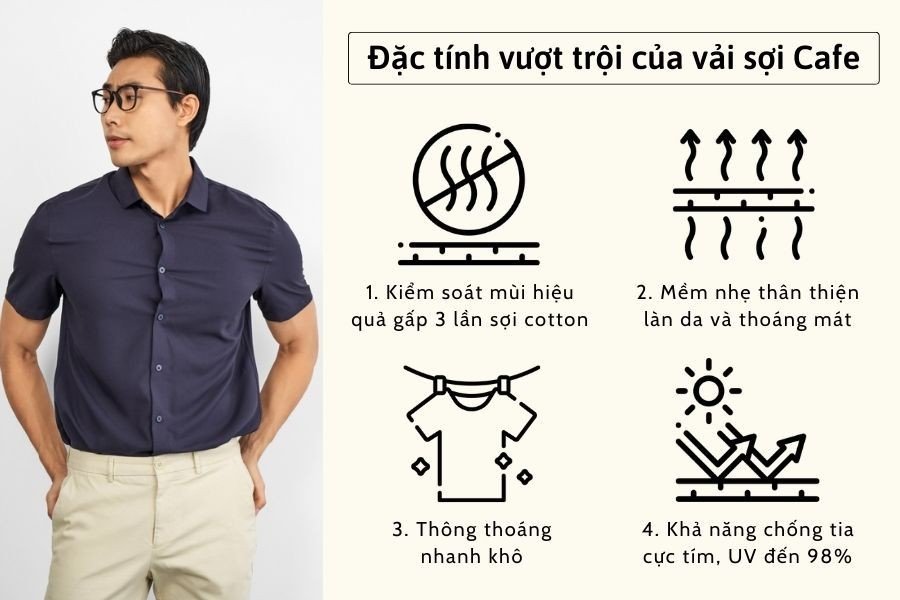 Đặc tính vượt trội của vải sợi Cafe
1. Kiểm soát mùi hiệu
quả gấp 3 lần sợi cotton
2. Mềm nhẹ thân thiện
làn da và thoáng mát
3. Thông thoáng
nhanh khô
4. Khả năng chống tia
cực tím, UV đến 98%